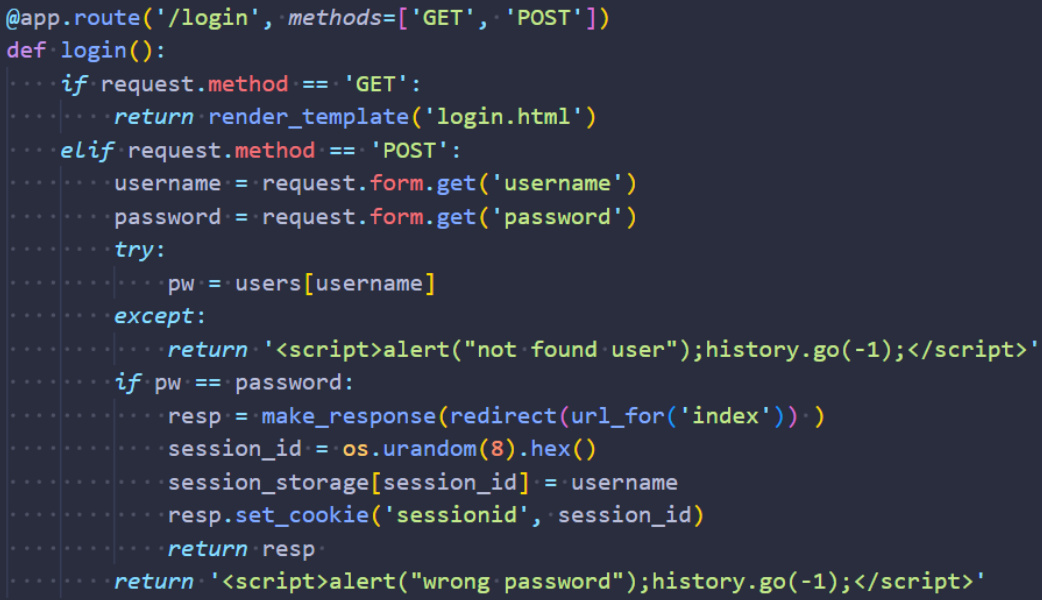 @app.route('/login', methods=['GET', 'POST'])
def login():
    if request.method == 'GET':
        return render_template('login.html')
    elif request.method == 'POST':
        username = request.form.get('username')
        password = request.form.get('password')
        try:
            pw = users[username]
        except:
            return '<script>alert("not found user");history.go(-1);</script>'
        if pw == password:
            resp = make_response(redirect(url_for('index')) )
            session_id = os.urandom(8).hex()
            session_storage[session_id] = username
            resp.set_cookie('sessionid', session_id)
            return resp
        return '<script>alert("wrong password");history.go(-1);</script>'